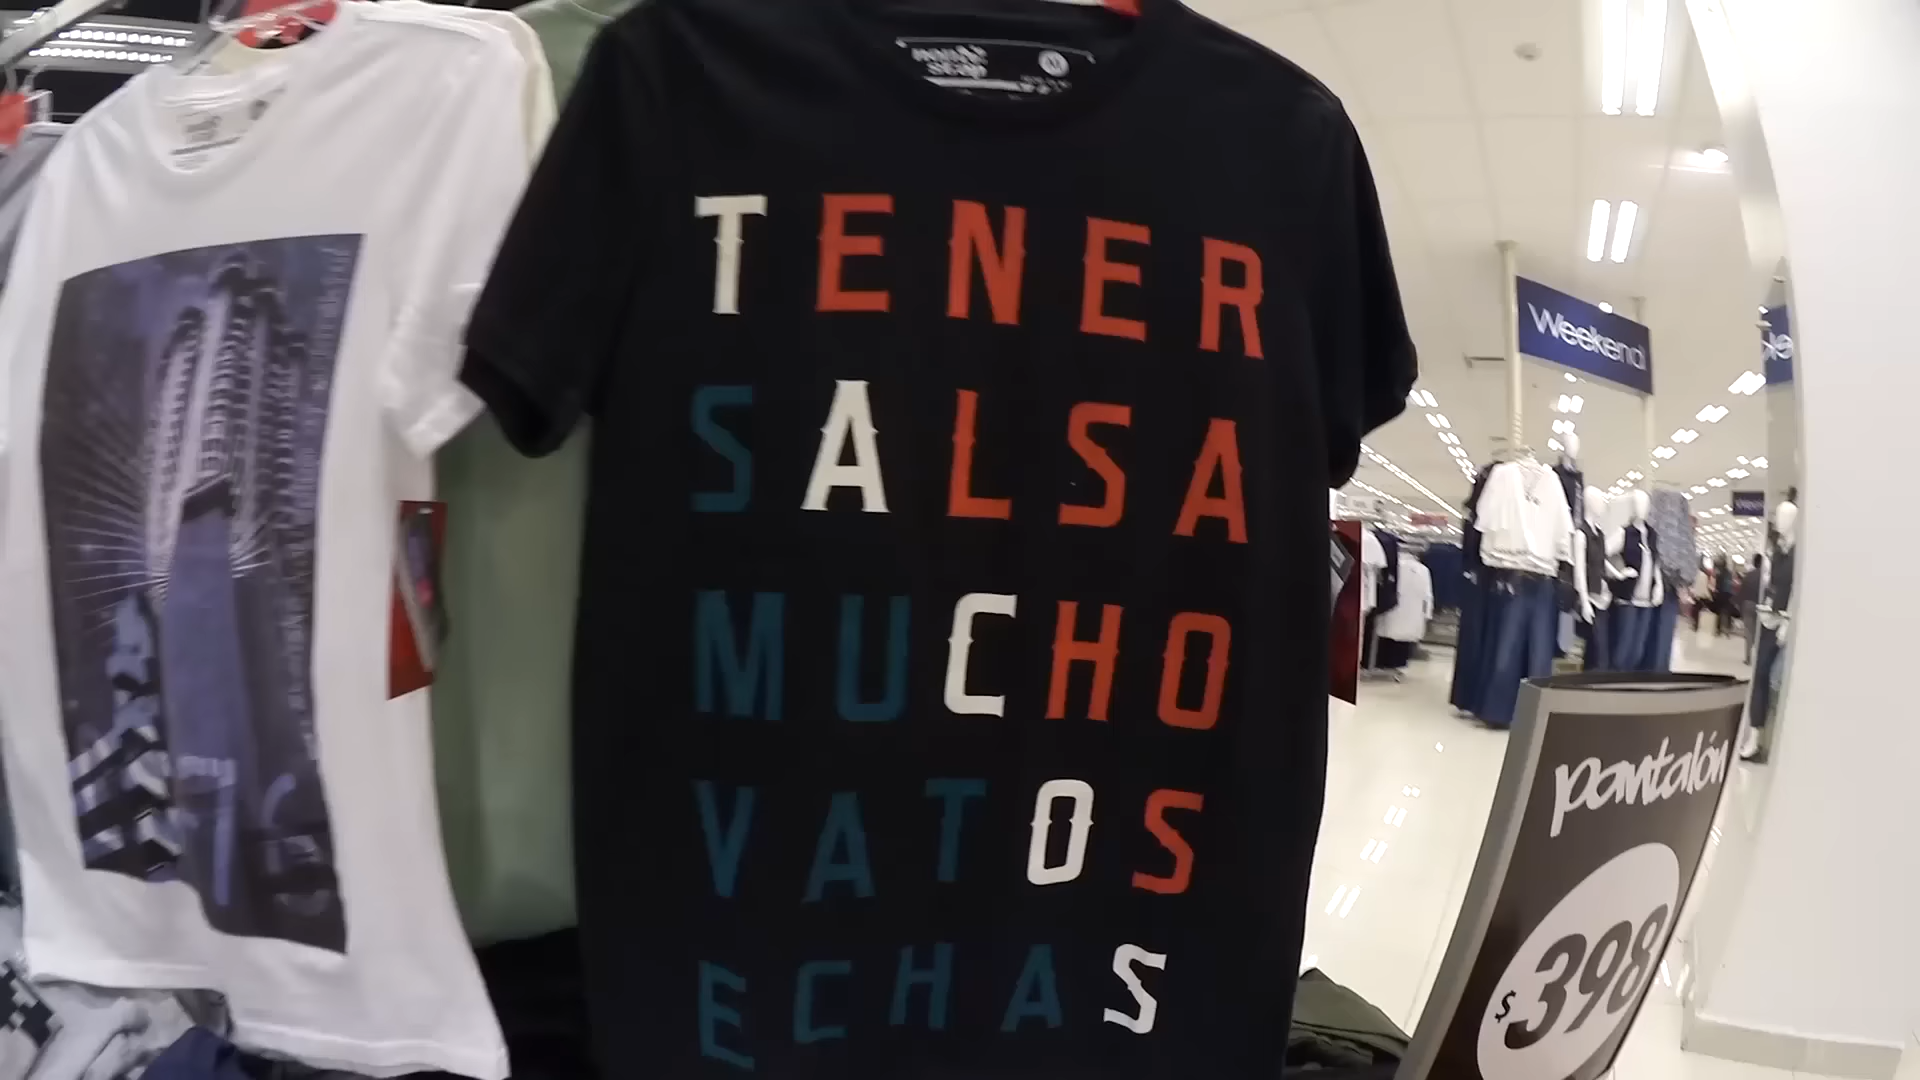 TENER
SALSA
MUCHO
VATOS
ECHAS
Weekend
pantalón
$398